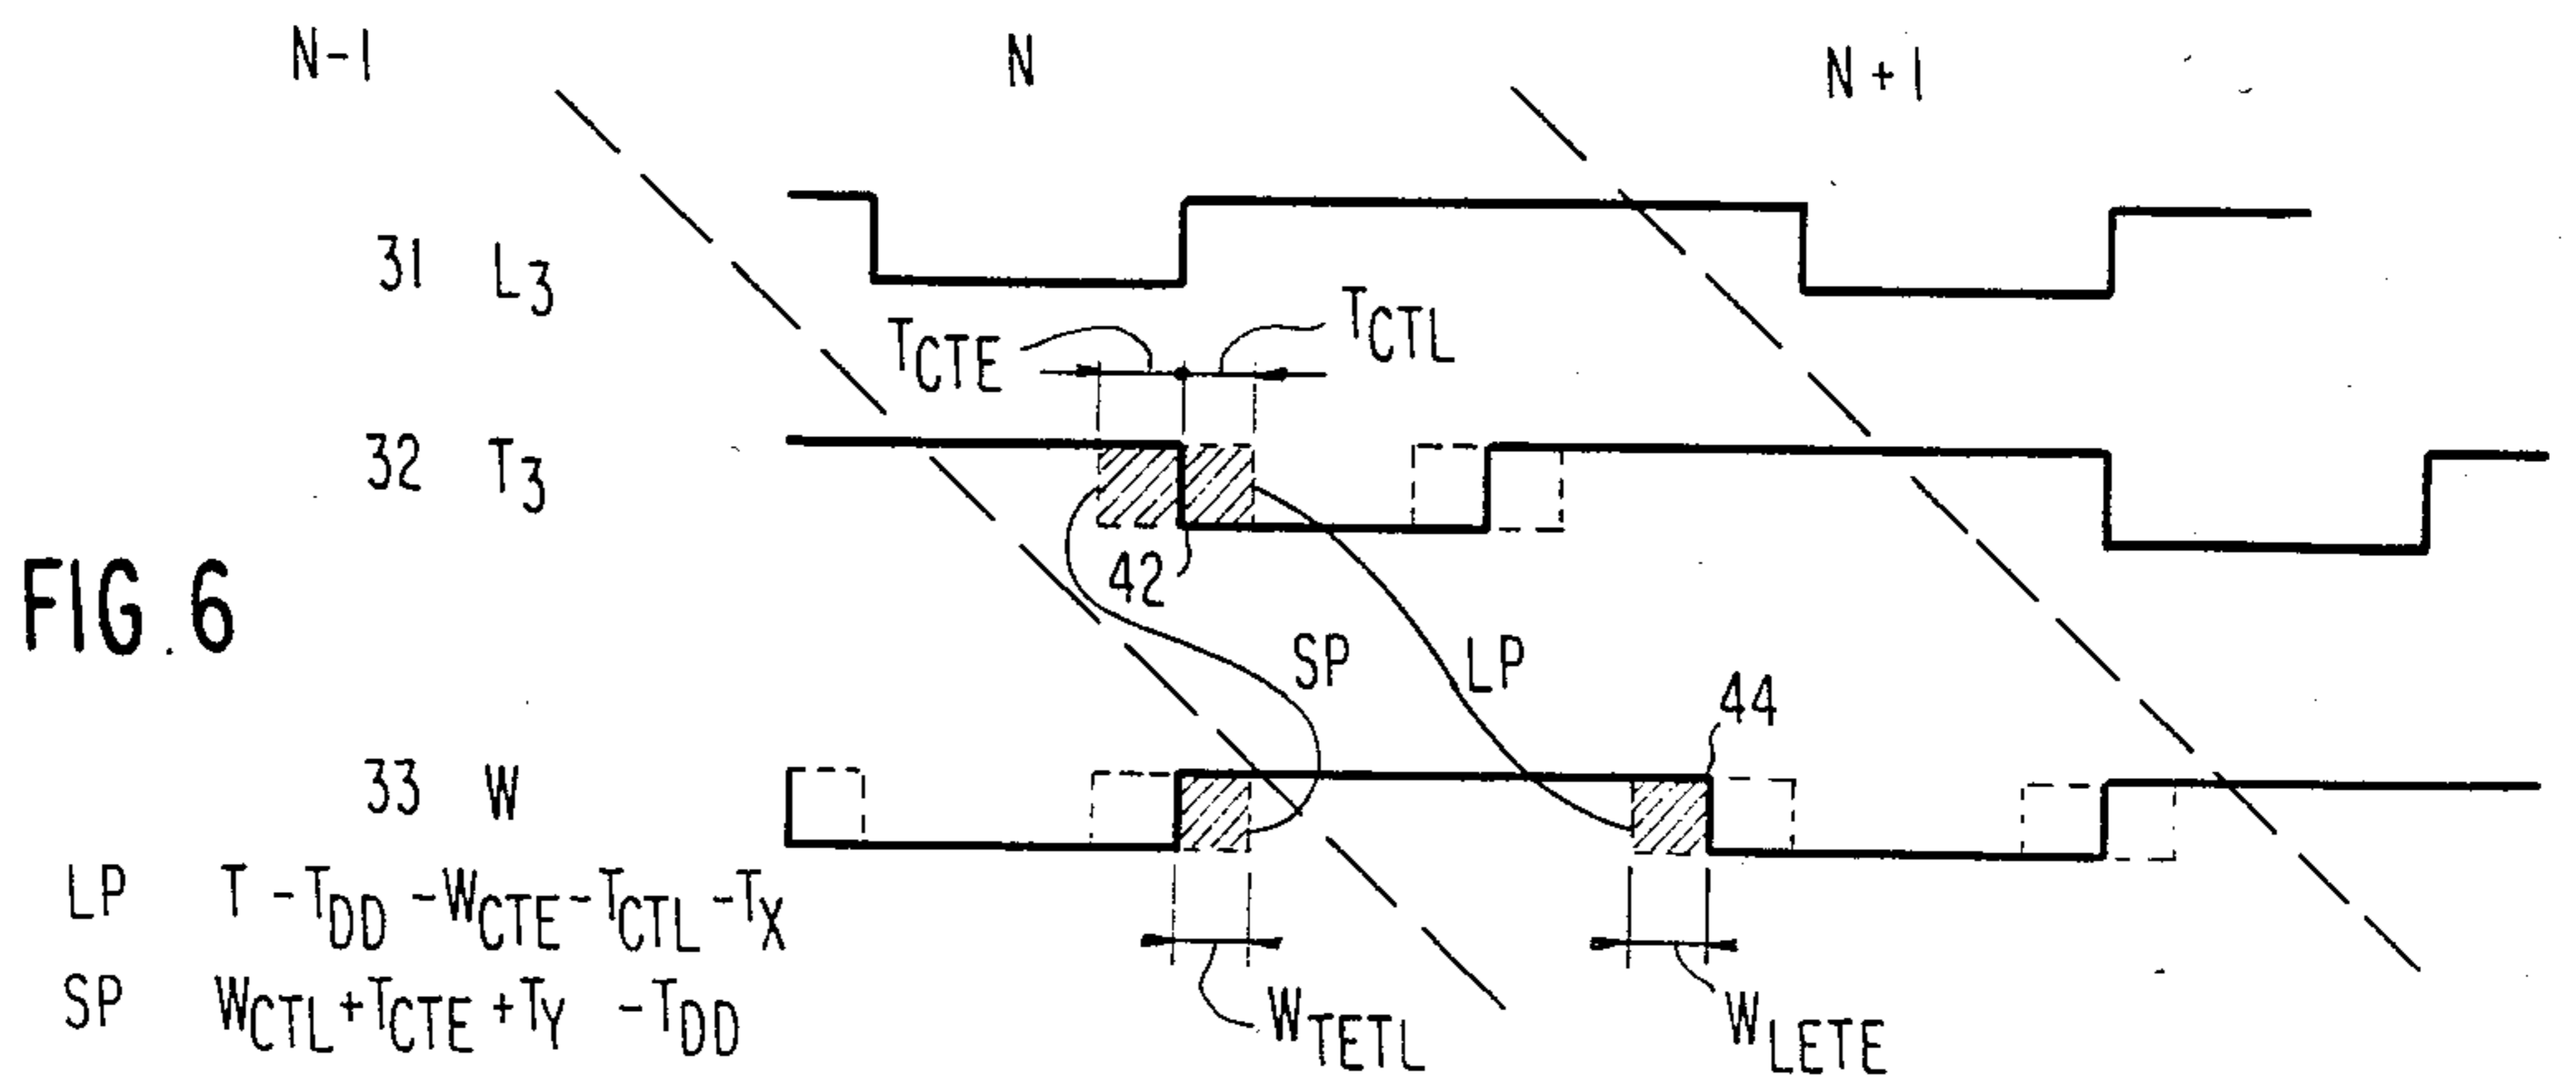 N-1 N N+1
31 L3
TCTE TCTL
32 T3
42
FIG. 6
SP LP
44
33 W
LP T - TDD - WCTE - TCTL - TX
SP WCTL + TCTE + TY - TDD
WTETL WLETE